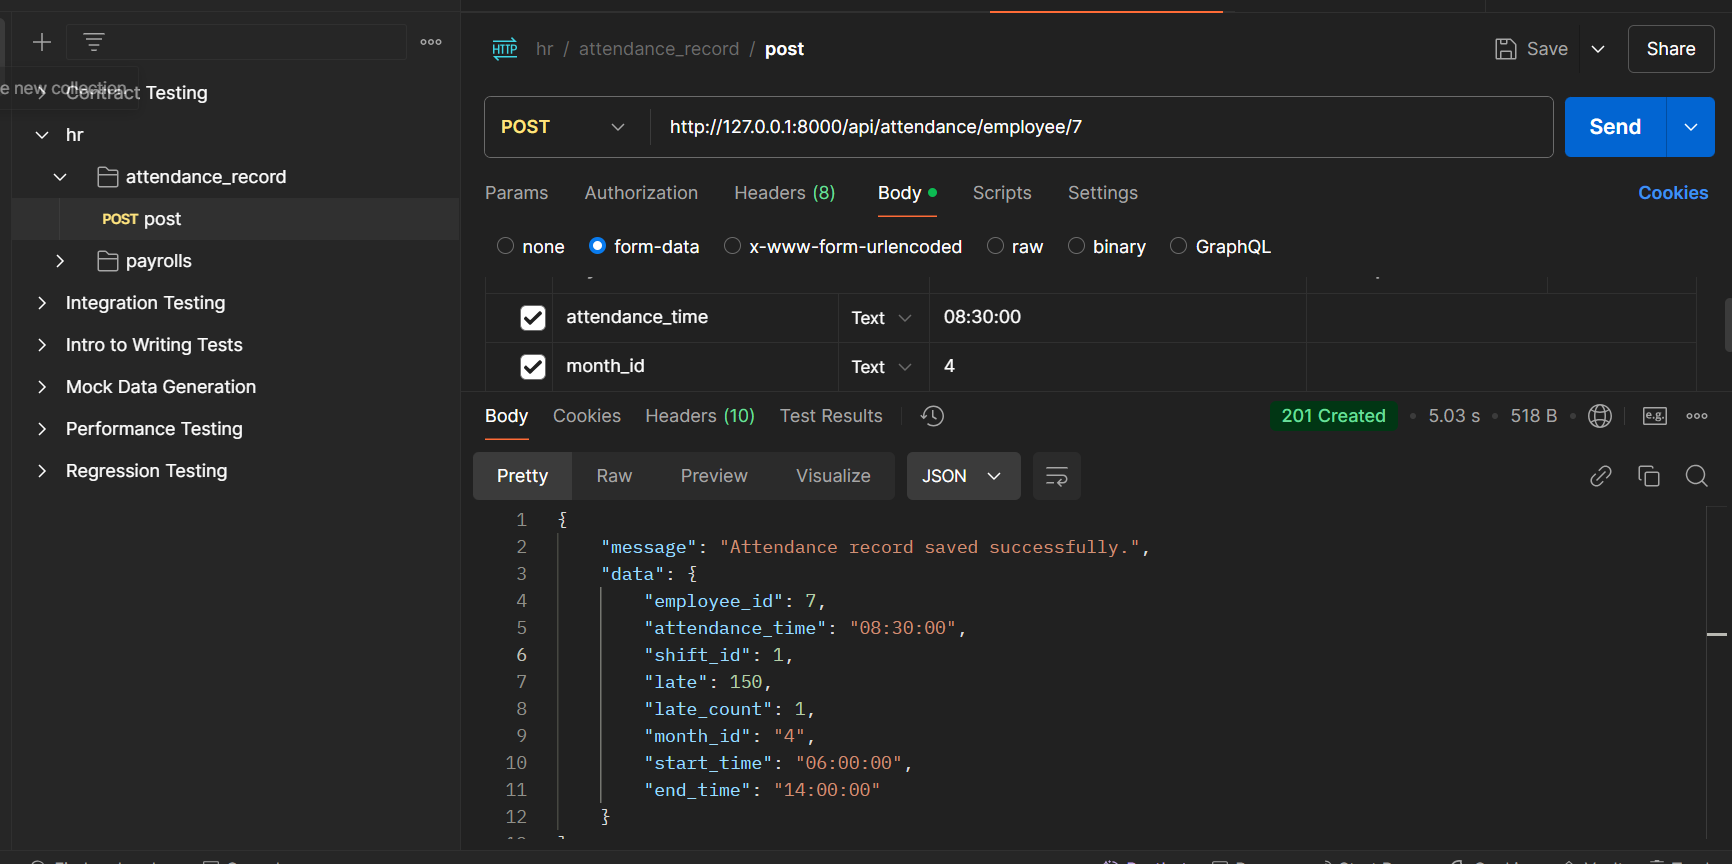 e new collection
Contract Testing
hr
attendance_record
POST post
payrolls
Integration Testing
Intro to Writing Tests
Mock Data Generation
Performance Testing
Regression Testing
HTTP hr / attendance_record / post
Save
Share
POST http://127.0.0.1:8000/api/attendance/employee/7
Send
Params Authorization Headers (8) Body Scripts Settings Cookies
none form-data x-www-form-urlencoded raw binary GraphQL
attendance_time Text 08:30:00
month_id Text 4
Body Cookies Headers (10) Test Results 201 Created • 5.03 s • 518 B • e.g.
Pretty Raw Preview Visualize JSON
1 {
2 "message": "Attendance record saved successfully.",
3 "data": {
4 "employee_id": 7,
5 "attendance_time": "08:30:00",
6 "shift_id": 1,
7 "late": 150,
8 "late_count": 1,
9 "month_id": "4",
10 "start_time": "06:00:00",
11 "end_time": "14:00:00"
12 }